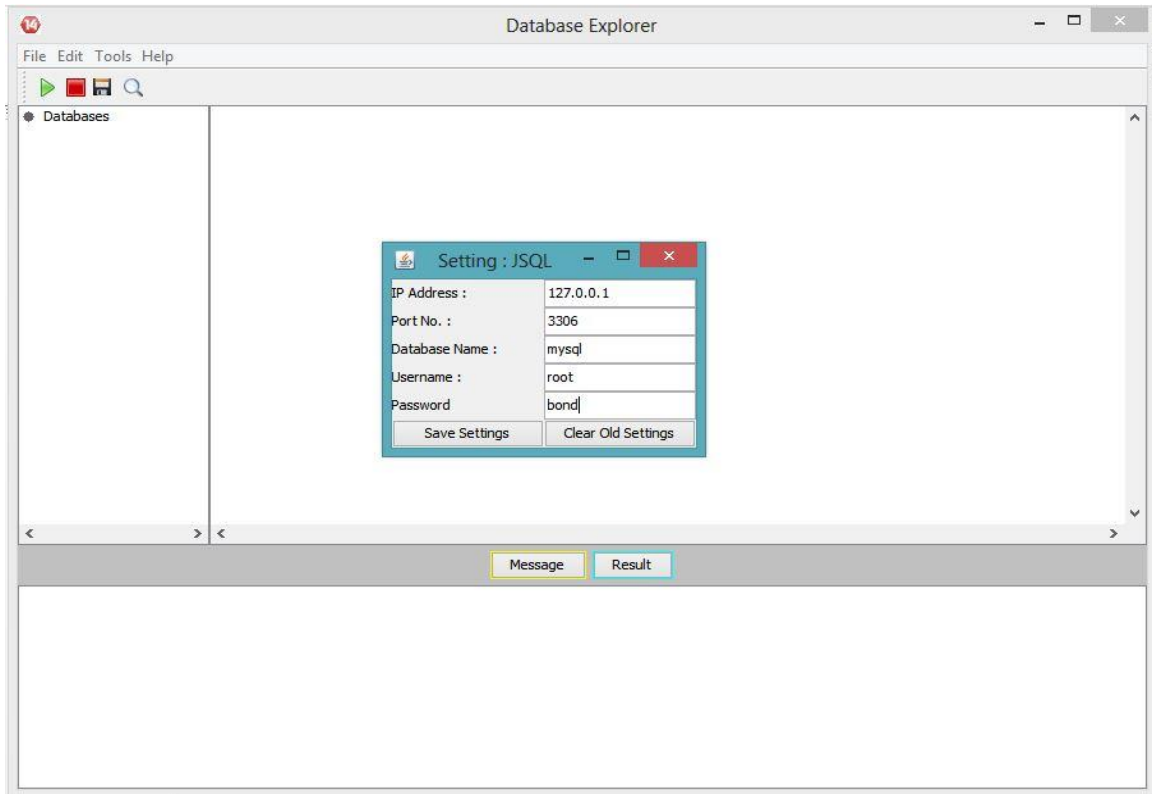 14
Database Explorer
File Edit Tools Help
Databases
Setting : JSQL
IP Address : 127.0.0.1
Port No. : 3306
Database Name : mysql
Username : root
Password bond
Save Settings Clear Old Settings
Message Result